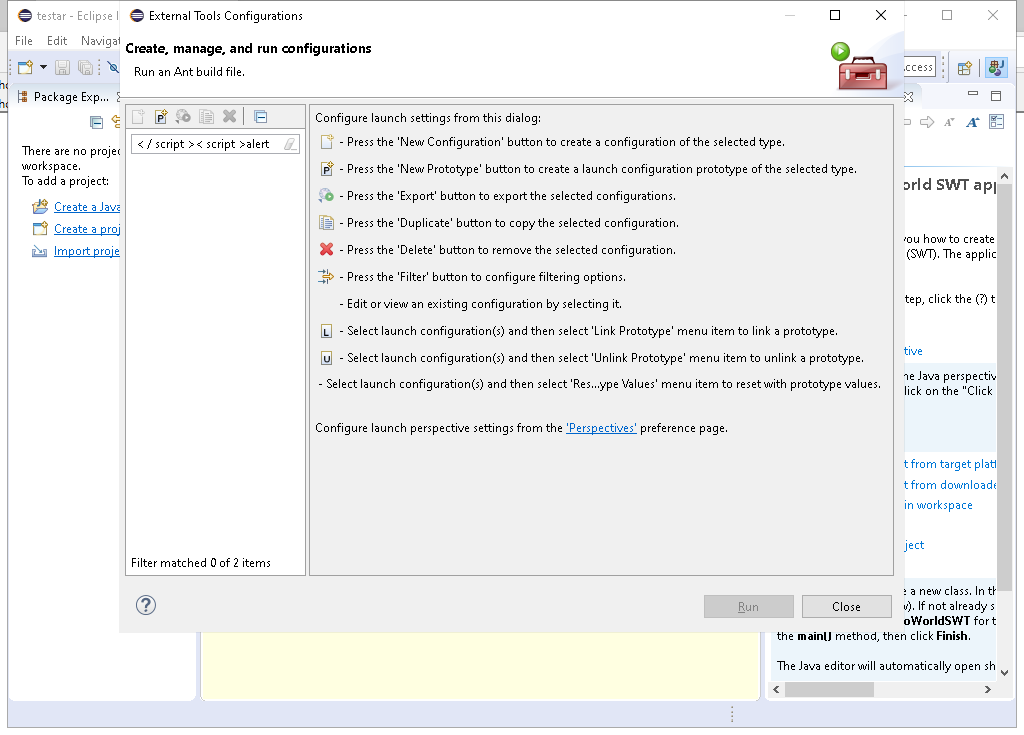 testar - Eclipse I
External Tools Configurations
File Edit Navigat
Create, manage, and run configurations
Run an Ant build file.
Access
Package Exp...
Configure launch settings from this dialog:
< / script > < script >alert
- Press the 'New Configuration' button to create a configuration of the selected type.
- Press the 'New Prototype' button to create a launch configuration prototype of the selected type.
- Press the 'Export' button to export the selected configurations.
- Press the 'Duplicate' button to copy the selected configuration.
- Press the 'Delete' button to remove the selected configuration.
- Press the 'Filter' button to configure filtering options.
- Edit or view an existing configuration by selecting it.
L - Select launch configuration(s) and then select 'Link Prototype' menu item to link a prototype.
U - Select launch configuration(s) and then select 'Unlink Prototype' menu item to unlink a prototype.
- Select launch configuration(s) and then select 'Res...ype Values' menu item to reset with prototype values.
Configure launch perspective settings from the 'Perspectives' preference page.
Filter matched 0 of 2 items
Run
Close
There are no projec
workspace.
To add a project:
Create a Java
Create a proj
Import proje
orld SWT app
you how to create
(SWT). The applic
tep, click the (?) t
tive
he Java perspectiv
lick on the "Click
t from target platf
t from downloade
in workspace
ject
e a new class. In th
w). If not already s
oWorldSWT for t
the main() method, then click Finish.
The Java editor will automatically open sh